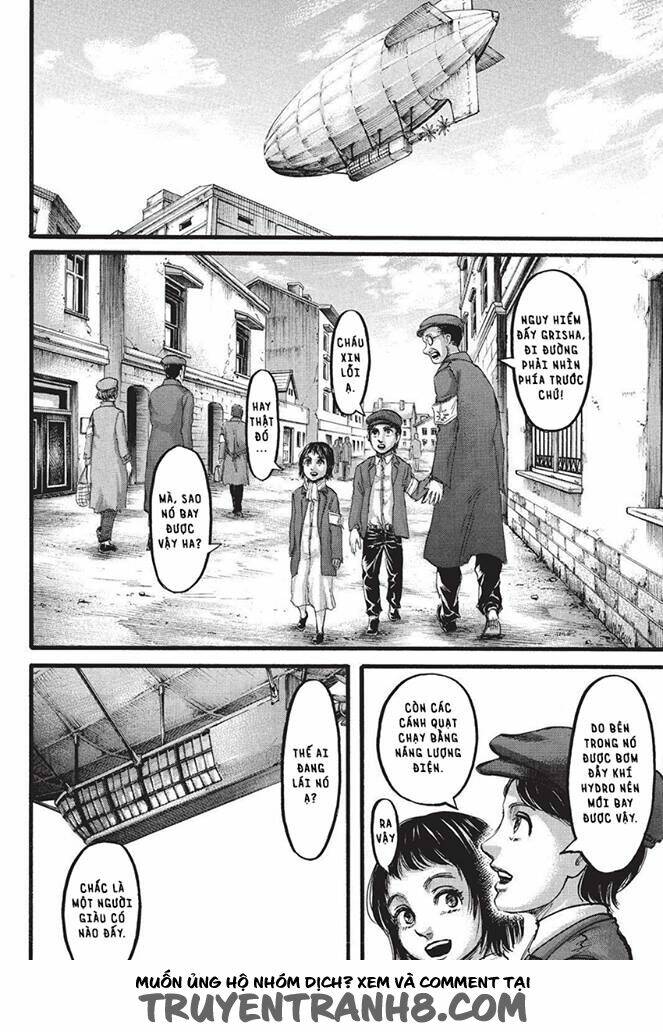 NGUY HIỂM
ĐẤY GRISHA,
ĐI ĐƯỜNG
PHẢI NHÌN
PHÍA TRƯỚC
CHỨ!
CHÁU
XIN LỖI
Ạ.
HAY
THẬT
ĐÓ
...
MÀ, SAO
NÓ BAY
ĐƯỢC
VẬY HA?
DO BÊN
TRONG NÓ
ĐƯỢC BƠM
ĐẦY KHÍ
HYDRO NÊN
MỚI BAY
ĐƯỢC VẬY.
CÒN CÁC
CÁNH QUẠT
CHẠY BẰNG
NĂNG LƯỢNG
ĐIỆN.
RA
VẬY
THẾ AI
ĐANG
LÁI NÓ
Ạ?
CHẮC LÀ
MỘT NGƯỜI
GIÀU CÓ
NÀO ĐẤY.
MUỐN ỦNG HỘ NHÓM DỊCH? XEM VÀ COMMENT TẠI
TRUYENTRANH8.COM